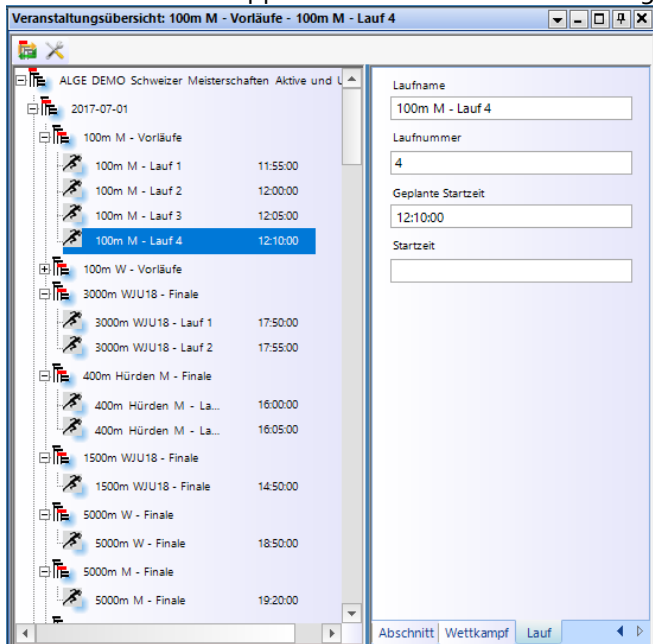 Veranstaltungsübersicht: 100m M - Vorläufe - 100m M - Lauf 4
ALGE DEMO Schweizer Meisterschaften Aktive und U
2017-07-01
100m M - Vorläufe
100m M - Lauf 1 11:55:00
100m M - Lauf 2 12:00:00
100m M - Lauf 3 12:05:00
100m M - Lauf 4 12:10:00
100m W - Vorläufe
3000m WJU18 - Finale
3000m WJU18 - Lauf 1 17:50:00
3000m WJU18 - Lauf 2 17:55:00
400m Hürden M - Finale
400m Hürden M - La... 16:00:00
400m Hürden M - La... 16:05:00
1500m WJU18 - Finale
1500m WJU18 - Finale 14:50:00
5000m W - Finale
5000m W - Finale 18:50:00
5000m M - Finale
5000m M - Finale 19:20:00
Laufname
100m M - Lauf 4
Laufnummer
4
Geplante Startzeit
12:10:00
Startzeit
Abschnitt Wettkampf Lauf